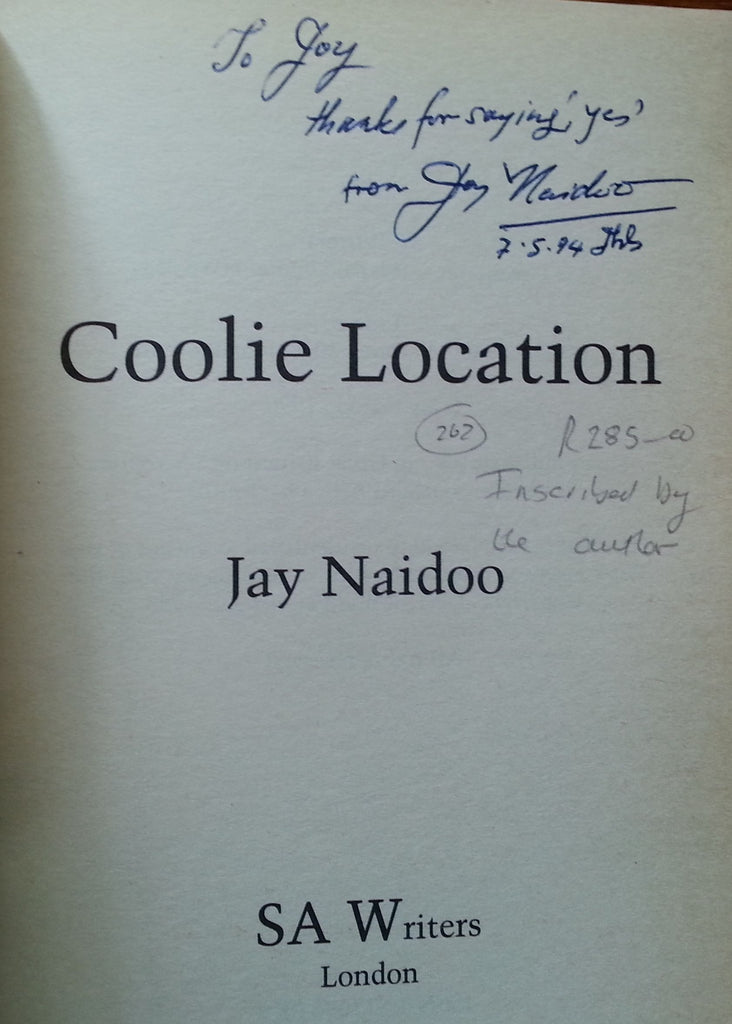 To Joy
thanks for saying 'yes'
from Jay Naidoo
7.5.94 Jhb
Coolie Location
262 R285-00
Inscribed by
the author
Jay Naidoo
SA Writers
London